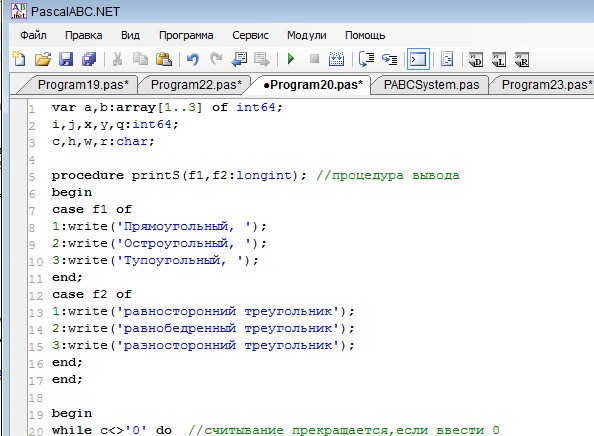 PascalABC.NET
Файл Правка Вид Программа Сервис Модули Помощь
Program19.pas* Program22.pas* •Program20.pas* PABCSystem.pas Program23.pas*
1 var a,b:array[1..3] of int64;
2 i,j,x,y,q:int64;
3 c,h,w,r:char;
4
5 procedure printS(f1,f2:longint); //процедура вывода
6 begin
7 case f1 of
8 1:write('Прямоугольный, ');
9 2:write('Остроугольный, ');
10 3:write('Тупоугольный, ');
11 end;
12 case f2 of
13 1:write('равносторонний треугольник');
14 2:write('равнобедренный треугольник');
15 3:write('разносторонний треугольник');
16 end;
17 end;
18
19 begin
20 while c<>'0' do //считывание прекращается,если ввести 0